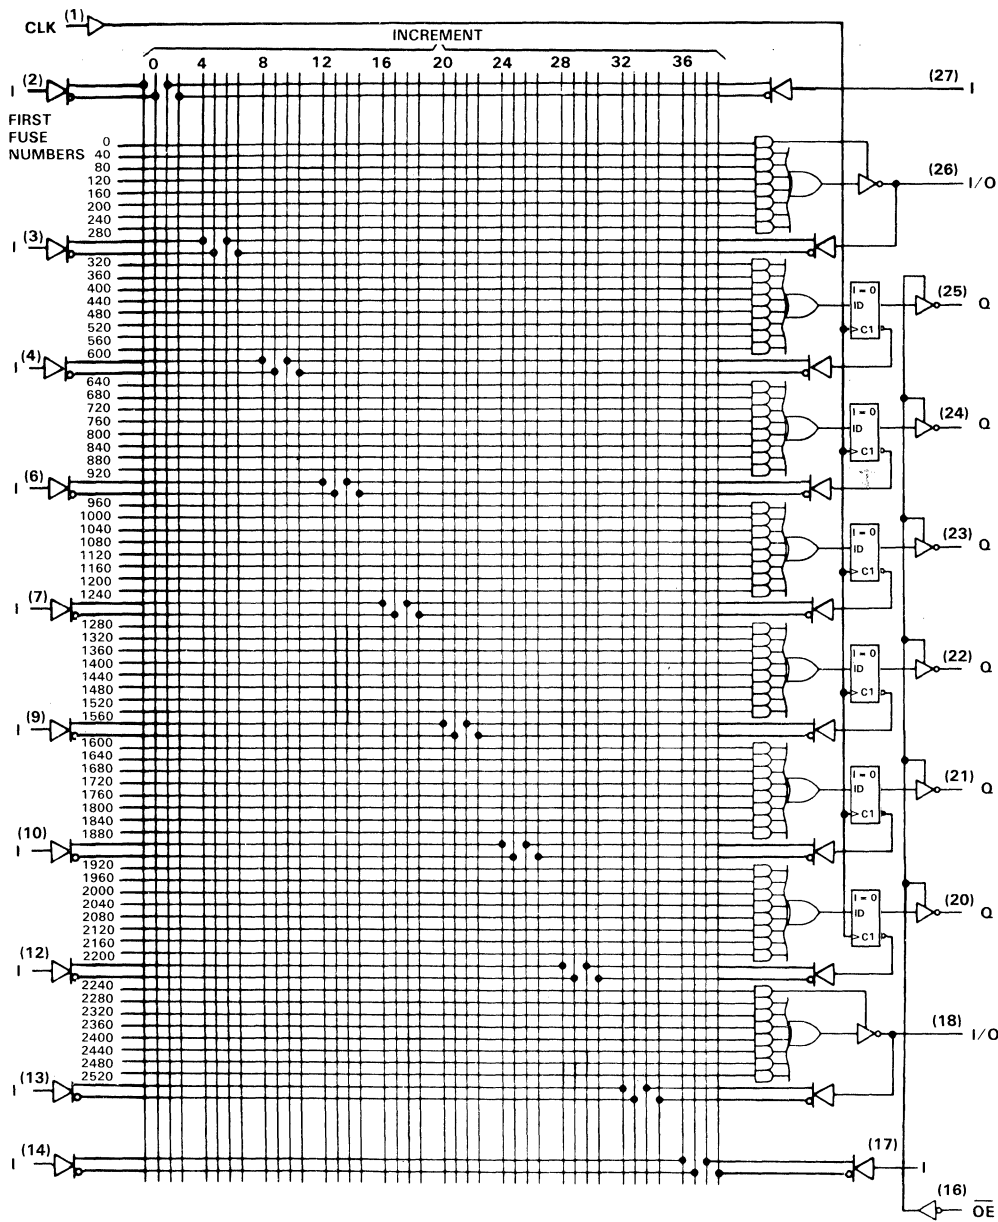 CLK (1)
INCREMENT
0 4 8 12 16 20 24 28 32 36
I (2)
(27) I
FIRST
FUSE
NUMBERS
0
40
80
120
160
200
240
280
(26) I/O
I (3)
320
360
400
440
480
520
560
600
I = 0
ID
C1
(25) Q
I (4)
640
680
720
760
800
840
880
920
I = 0
ID
C1
(24) Q
I (6)
960
1000
1040
1080
1120
1160
1200
1240
I = 0
ID
C1
(23) Q
I (7)
1280
1320
1360
1400
1440
1480
1520
1560
I = 0
ID
C1
(22) Q
I (9)
1600
1640
1680
1720
1760
1800
1840
1880
I = 0
ID
C1
(21) Q
I (10)
1920
1960
2000
2040
2080
2120
2160
2200
I = 0
ID
C1
(20) Q
I (12)
2240
2280
2320
2360
2400
2440
2480
2520
(18) I/O
I (13)
I (14)
(17) I
(16) OE